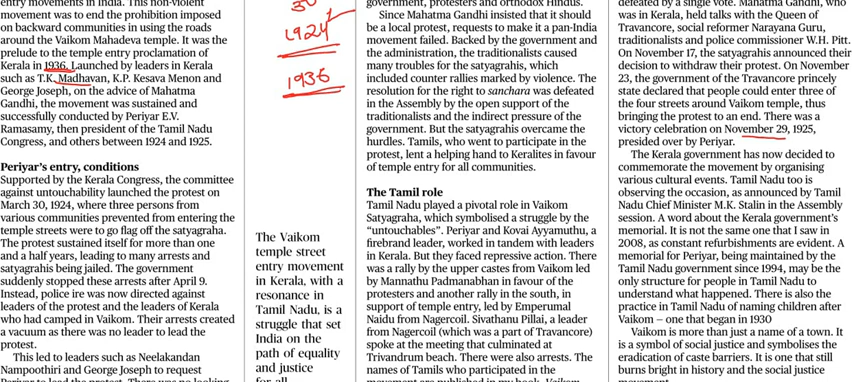 entry movements in India. This non-violent
movement was to end the prohibition imposed
on backward communities in using the roads
around the Vaikom Mahadeva temple. It was the
prelude to the temple entry proclamation of
Kerala in 1936. Launched by leaders in Kerala
such as T.K. Madhavan, K.P. Kesava Menon and
George Joseph, on the advice of Mahatma
Gandhi, the movement was sustained and
successfully conducted by Periyar E.V.
Ramasamy, then president of the Tamil Nadu
Congress, and others between 1924 and 1925.
Periyar's entry, conditions
Supported by the Kerala Congress, the committee
against untouchability launched the protest on
March 30, 1924, where three persons from
various communities prevented from entering the
temple streets were to go flag off the satyagraha.
The protest sustained itself for more than one
and a half years, leading to many arrests and
satyagrahis being jailed. The government
suddenly stopped these arrests after April 9.
Instead, police ire was now directed against
leaders of the protest and the leaders of Kerala
who had camped in Vaikom. Their arrests created
a vacuum as there was no leader to lead the
protest.
This led to leaders such as Neelakandan
Nampoothiri and George Joseph to request
Periyar to lead the protest. There was no looking
30
1924
1936
The Vaikom
temple street
entry movement
in Kerala, with a
resonance in
Tamil Nadu, is a
struggle that set
India on the
path of equality
and justice
for all
government, protesters and orthodox Hindus.
Since Mahatma Gandhi insisted that it should
be a local protest, requests to make it a pan-India
movement failed. Backed by the government and
the administration, the traditionalists caused
many troubles for the satyagrahis, which
included counter rallies marked by violence. The
resolution for the right to sanchara was defeated
in the Assembly by the open support of the
traditionalists and the indirect pressure of the
government. But the satyagrahis overcame the
hurdles. Tamils, who went to participate in the
protest, lent a helping hand to Keralites in favour
of temple entry for all communities.
The Tamil role
Tamil Nadu played a pivotal role in Vaikom
Satyagraha, which symbolised a struggle by the
“untouchables”. Periyar and Kovai Ayyamuthu, a
firebrand leader, worked in tandem with leaders
in Kerala. But they faced repressive action. There
was a rally by the upper castes from Vaikom led
by Mannathu Padmanabhan in favour of the
protesters and another rally in the south, in
support of temple entry, led by Emperumal
Naidu from Nagercoil. Sivathanu Pillai, a leader
from Nagercoil (which was a part of Travancore)
spoke at the meeting that culminated at
Trivandrum beach. There were also arrests. The
names of Tamils who participated in the
movement are published in my book, Vaikom
defeated by a single vote. Mahatma Gandhi, who
was in Kerala, held talks with the Queen of
Travancore, social reformer Narayana Guru,
traditionalists and police commissioner W.H. Pitt.
On November 17, the satyagrahis announced their
decision to withdraw their protest. On November
23, the government of the Travancore princely
state declared that people could enter three of
the four streets around Vaikom temple, thus
bringing the protest to an end. There was a
victory celebration on November 29, 1925,
presided over by Periyar.
The Kerala government has now decided to
commemorate the movement by organising
various cultural events. Tamil Nadu too is
observing the occasion, as announced by Tamil
Nadu Chief Minister M.K. Stalin in the Assembly
session. A word about the Kerala government's
memorial. It is not the same one that I saw in
2008, as constant refurbishments are evident. A
memorial for Periyar, being maintained by the
Tamil Nadu government since 1994, may be the
only structure for people in Tamil Nadu to
understand what happened. There is also the
practice in Tamil Nadu of naming children after
Vaikom — one that began in 1930
Vaikom is more than just a name of a town. It
is a symbol of social justice and symbolises the
eradication of caste barriers. It is one that still
burns bright in history and the social justice
movement.